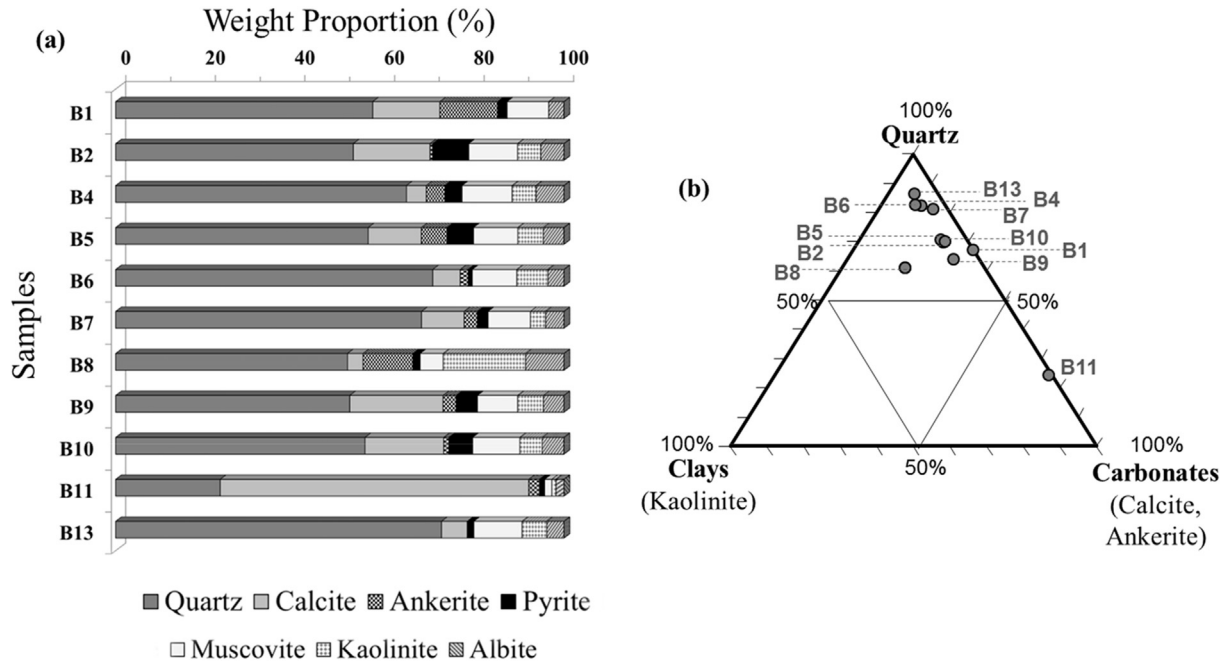 Weight Proportion (%)
(a)
0 20 40 60 80 100
Samples
B1
B2
B4
B5
B6
B7
B8
B9
B10
B11
B13
Quartz Calcite Ankerite Pyrite
Muscovite Kaolinite Albite
(b)
100%
Quartz
B13
B6 B4
B7
B5 B10
B2 B1
B9
B8
50% 50%
B11
100% 100%
50%
Clays Carbonates
(Kaolinite) (Calcite,
Ankerite)